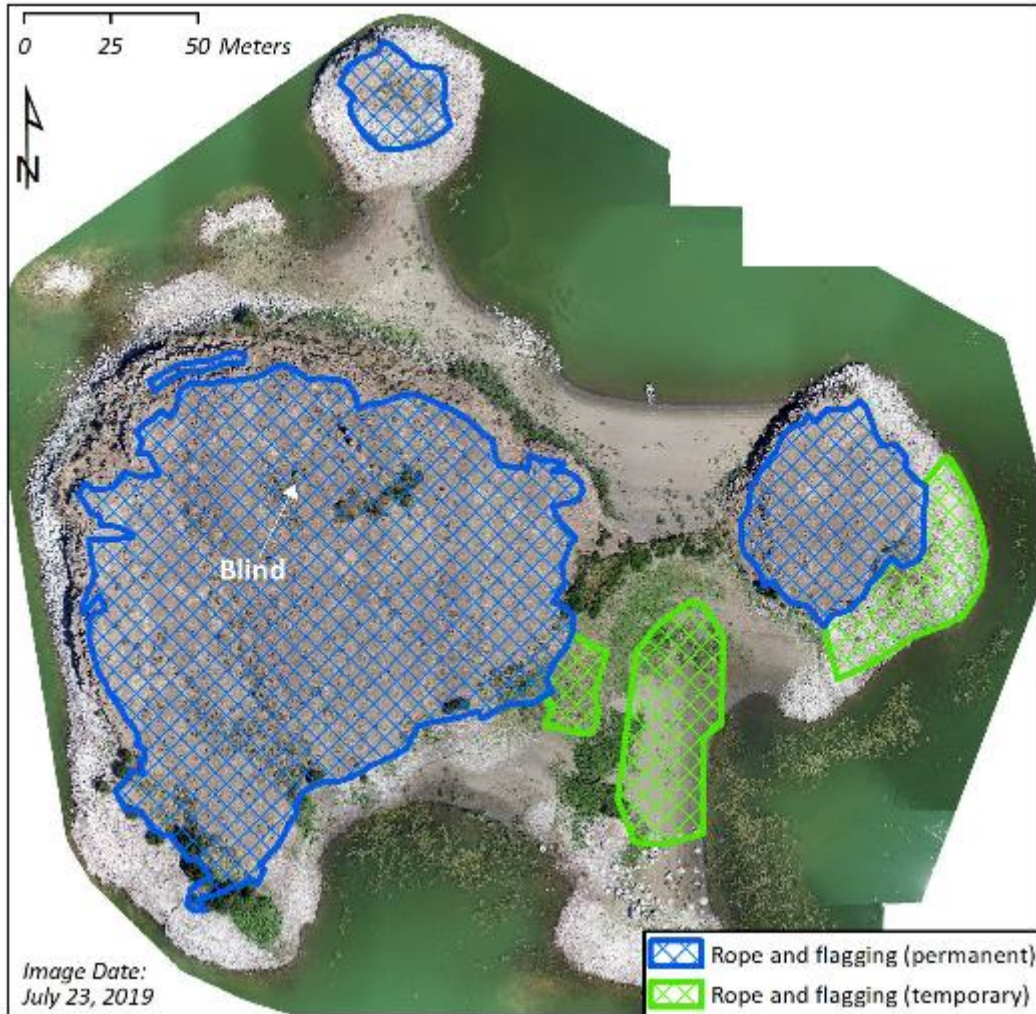 0 25 50 Meters
N
Blind
Image Date:
July 23, 2019
Rope and flagging (permanent)
Rope and flagging (temporary)